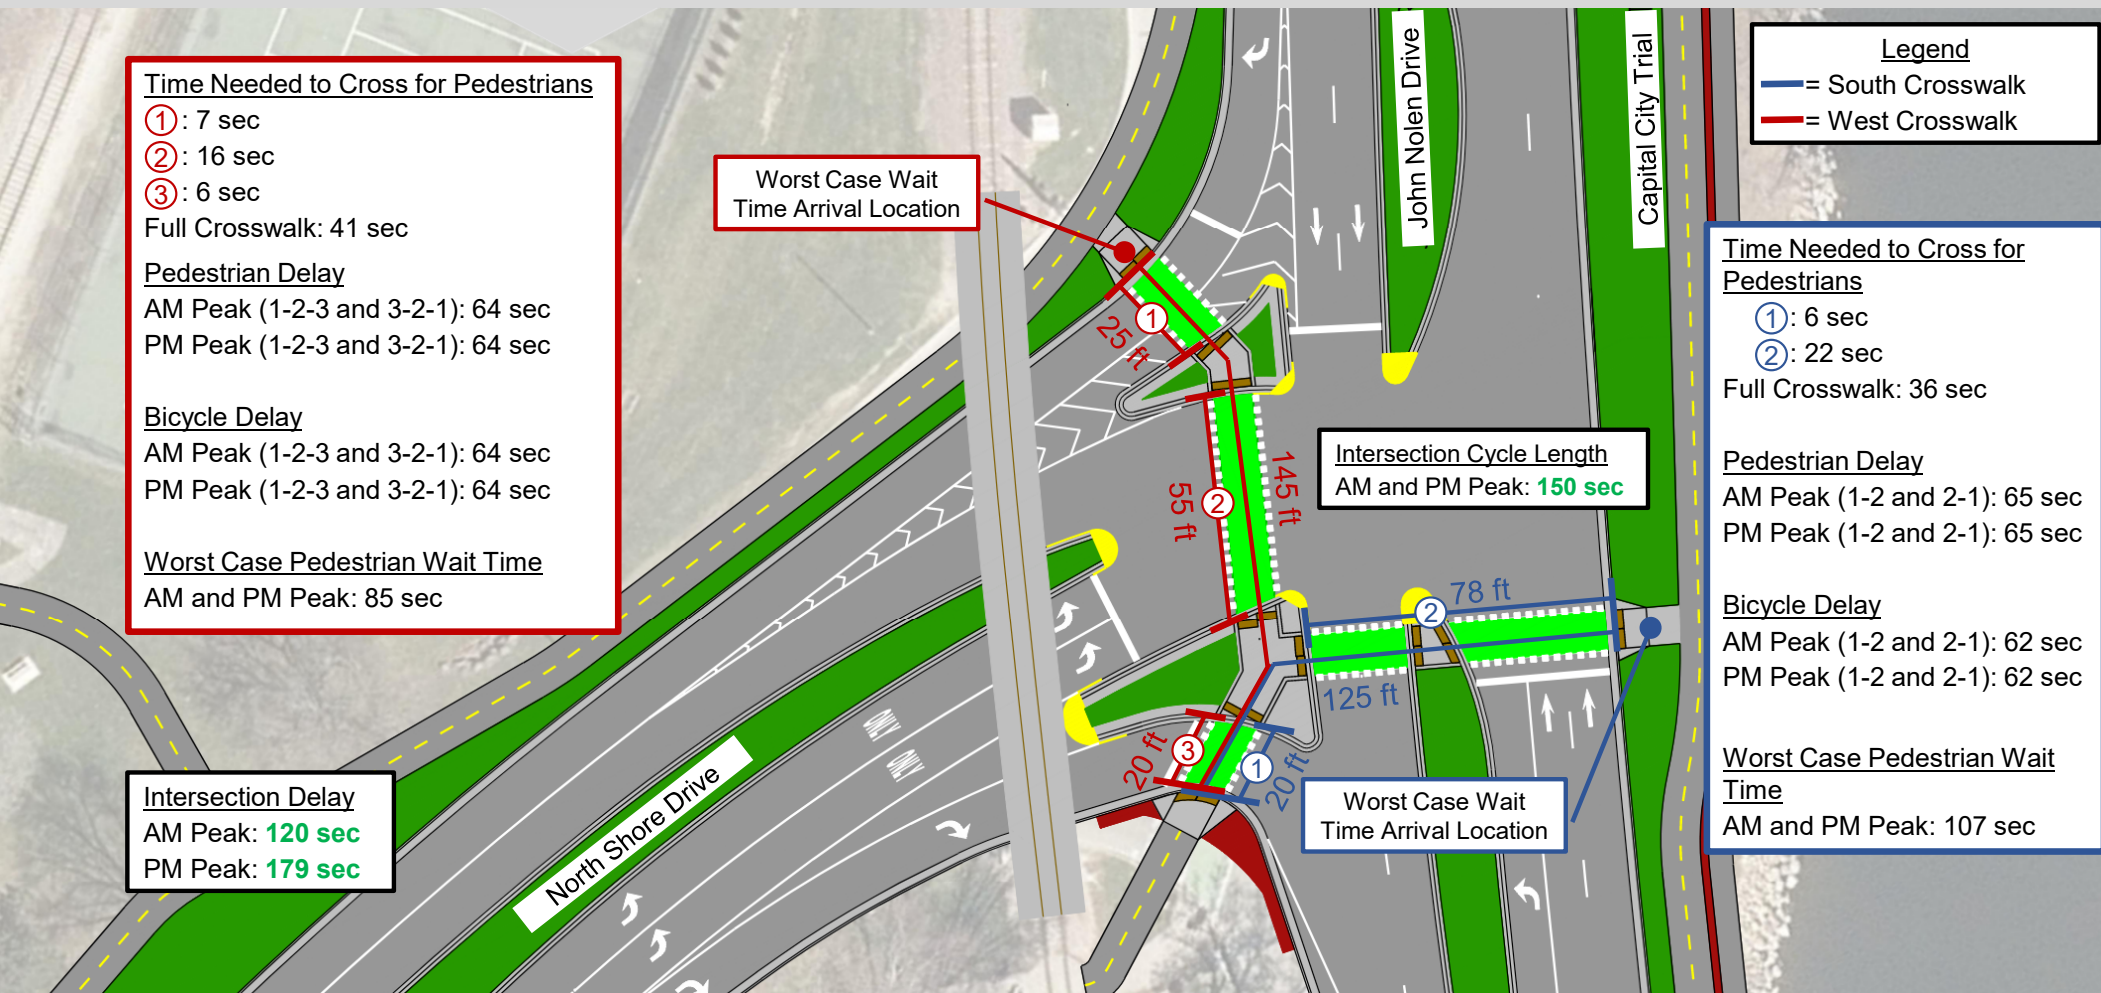 Time Needed to Cross for Pedestrians
1: 7 sec
2: 16 sec
3: 6 sec
Full Crosswalk: 41 sec
Pedestrian Delay
AM Peak (1-2-3 and 3-2-1): 64 sec
PM Peak (1-2-3 and 3-2-1): 64 sec
Bicycle Delay
AM Peak (1-2-3 and 3-2-1): 64 sec
PM Peak (1-2-3 and 3-2-1): 64 sec
Worst Case Pedestrian Wait Time
AM and PM Peak: 85 sec
Intersection Delay
AM Peak: 120 sec
PM Peak: 179 sec
Worst Case Wait
Time Arrival Location
1
25 ft
2
55 ft
145 ft
3
20 ft
1
20 ft
2
78 ft
125 ft
ONLY
ONLY
North Shore Drive
John Nolen Drive
Capital City Trial
Intersection Cycle Length
AM and PM Peak: 150 sec
Worst Case Wait
Time Arrival Location
Legend
= South Crosswalk
= West Crosswalk
Time Needed to Cross for
Pedestrians
1: 6 sec
2: 22 sec
Full Crosswalk: 36 sec
Pedestrian Delay
AM Peak (1-2 and 2-1): 65 sec
PM Peak (1-2 and 2-1): 65 sec
Bicycle Delay
AM Peak (1-2 and 2-1): 62 sec
PM Peak (1-2 and 2-1): 62 sec
Worst Case Pedestrian Wait
Time
AM and PM Peak: 107 sec